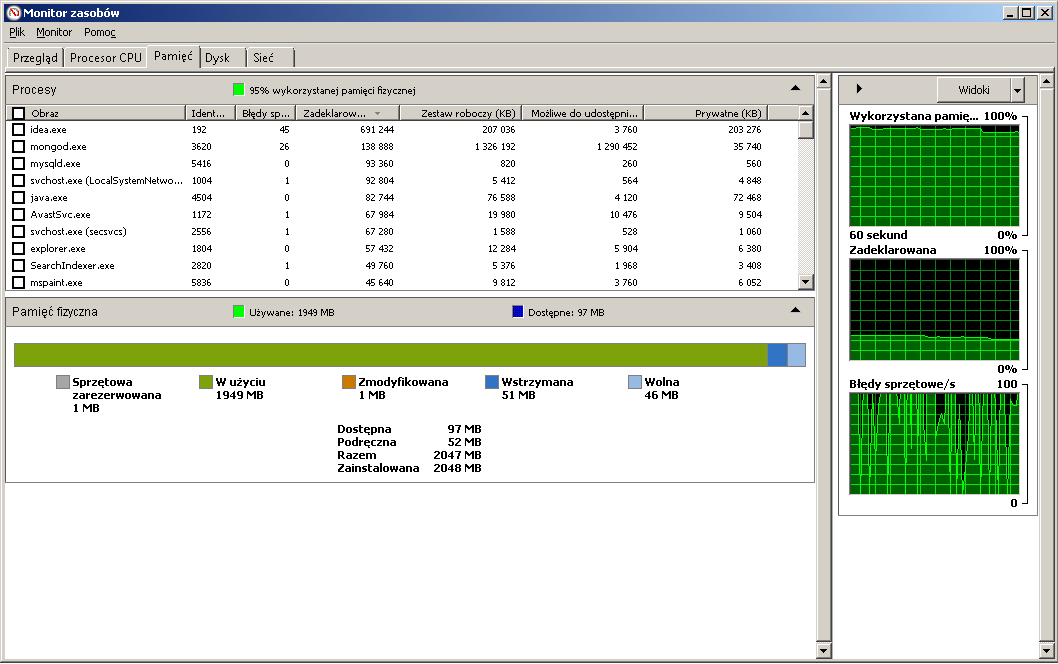 Monitor zasobów
Plik Monitor Pomoc
Przegląd Procesor CPU Pamięć Dysk Sieć
Procesy 95% wykorzystanej pamięci fizycznej
Obraz Ident... Błędy sp... Zadeklarow... Zestaw roboczy (KB) Możliwe do udostępni... Prywatne (KB)
idea.exe 192 45 691 244 207 036 3 760 203 276
mongod.exe 3620 26 138 888 1 326 192 1 290 452 35 740
mysqld.exe 5416 0 93 360 820 260 560
svchost.exe (LocalSystemNetwo... 1004 1 92 804 5 412 564 4 848
java.exe 4504 0 82 744 76 588 4 120 72 468
AvastSvc.exe 1172 1 67 984 19 980 10 476 9 504
svchost.exe (secsvcs) 2556 1 67 280 1 588 528 1 060
explorer.exe 1804 0 57 432 12 284 5 904 6 380
SearchIndexer.exe 2820 1 49 760 5 376 1 968 3 408
mspaint.exe 5836 0 45 640 9 812 3 760 6 052
Pamięć fizyczna Używane: 1949 MB Dostępne: 97 MB
Sprzętowa zarezerwowana 1 MB
W użyciu 1949 MB
Zmodyfikowana 1 MB
Wstrzymana 51 MB
Wolna 46 MB
Dostępna 97 MB
Podręczna 52 MB
Razem 2047 MB
Zainstalowana 2048 MB
Widoki
Wykorzystana pamię... 100%
60 sekund 0%
Zadeklarowana 100%
0%
Błędy sprzętowe/s 100
0